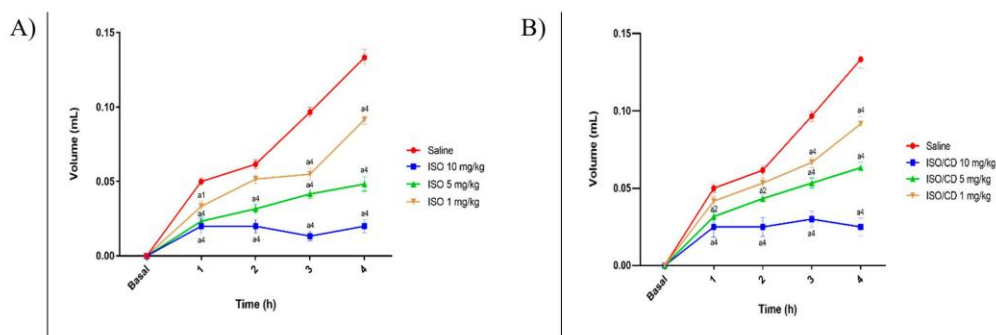 A)
Volume (mL)
0.15
0.10
0.05
0.00
a1
a4
a4
a4
a4
a4
a4
a4
a4
a4
a4
Basal
1
2
3
4
Time (h)
Saline
ISO 10 mg/kg
ISO 5 mg/kg
ISO 1 mg/kg
B)
Volume (mL)
0.15
0.10
0.05
0.00
a2
a4
a2
a4
a4
a4
a4
a4
a4
a4
Basal
1
2
3
4
Time (h)
Saline
ISO/CD 10 mg/kg
ISO/CD 5 mg/kg
ISO/CD 1 mg/kg